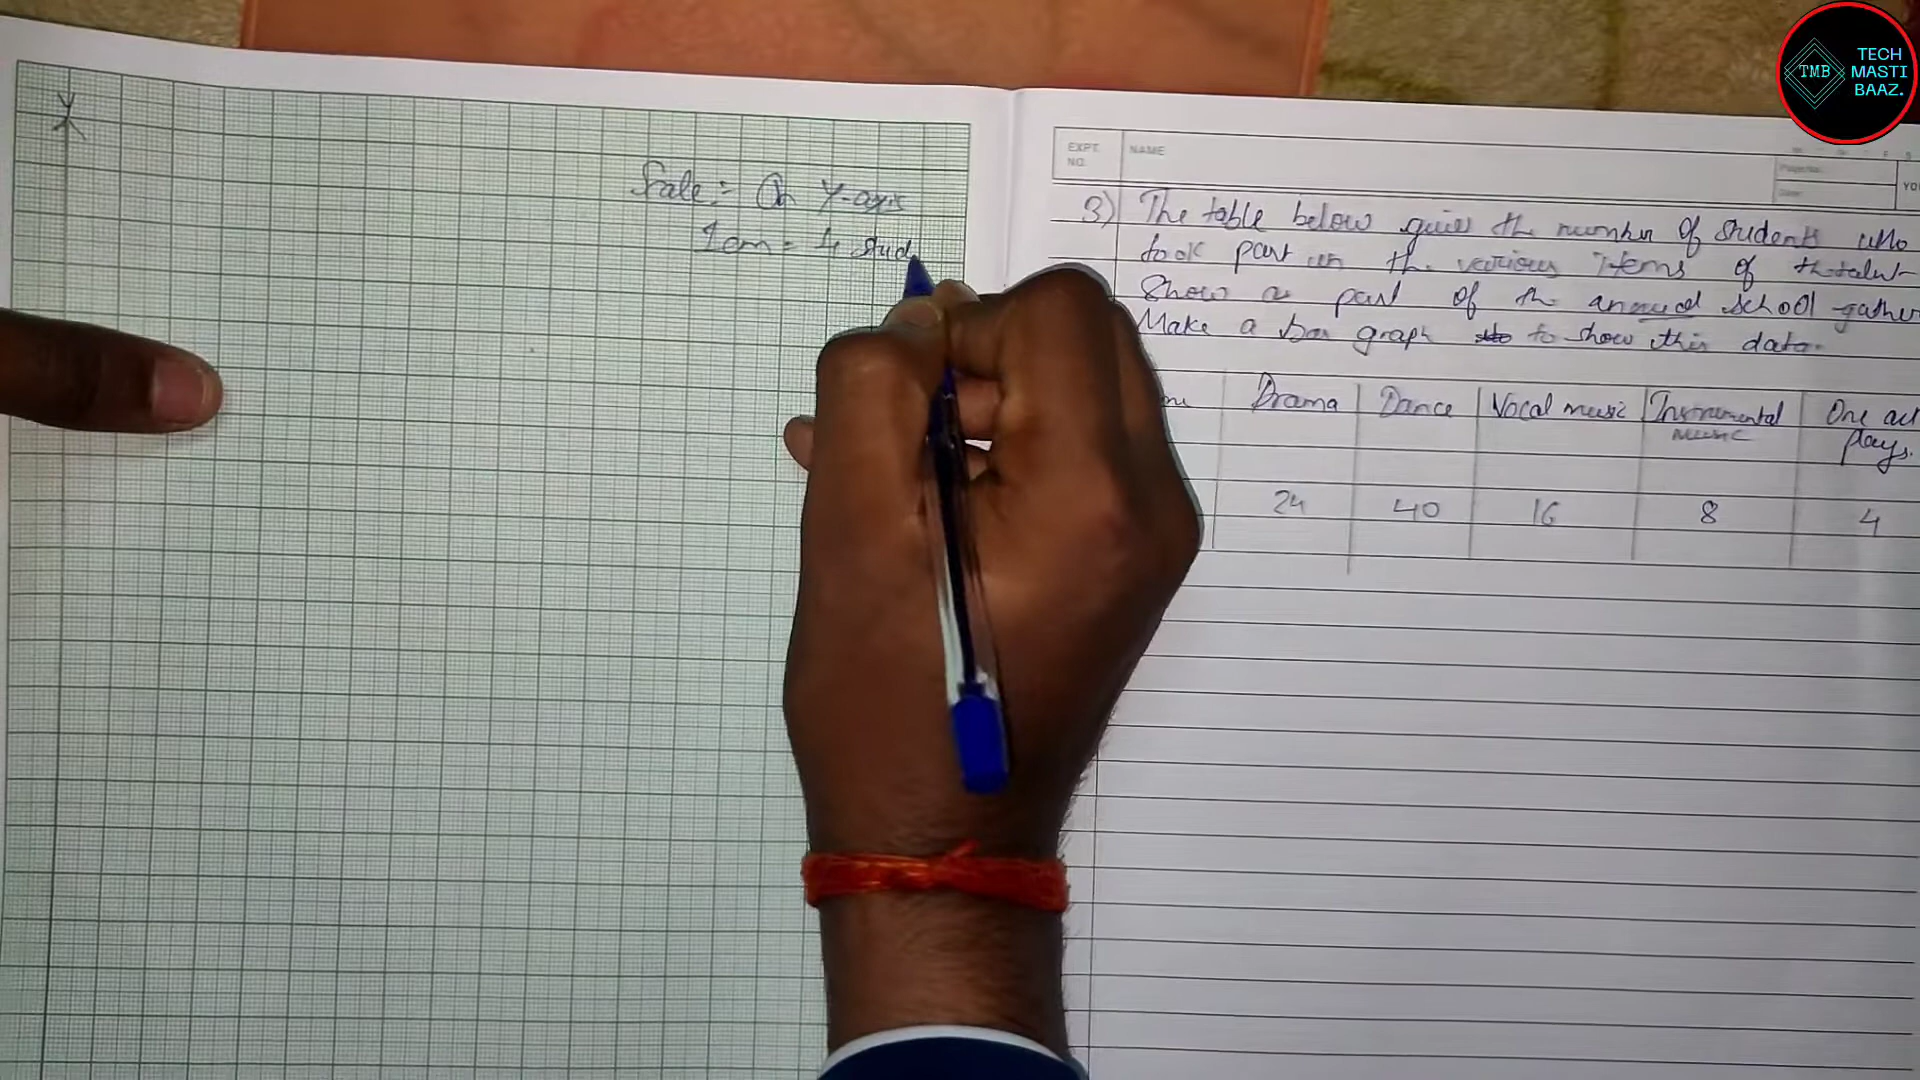 TMB
TECH
MASTI
BAAZ.
Y
Scale:- On Y-axis
1cm = 4 stud
EXPT. NO.
NAME
3) The table below gives the number of students who
took part in the various items of the talent
Show as part of the annual school gather
Make a bar graph to show this data.
Drama Dance Vocal music Instrumental music One act plays.
24 40 16 8 4